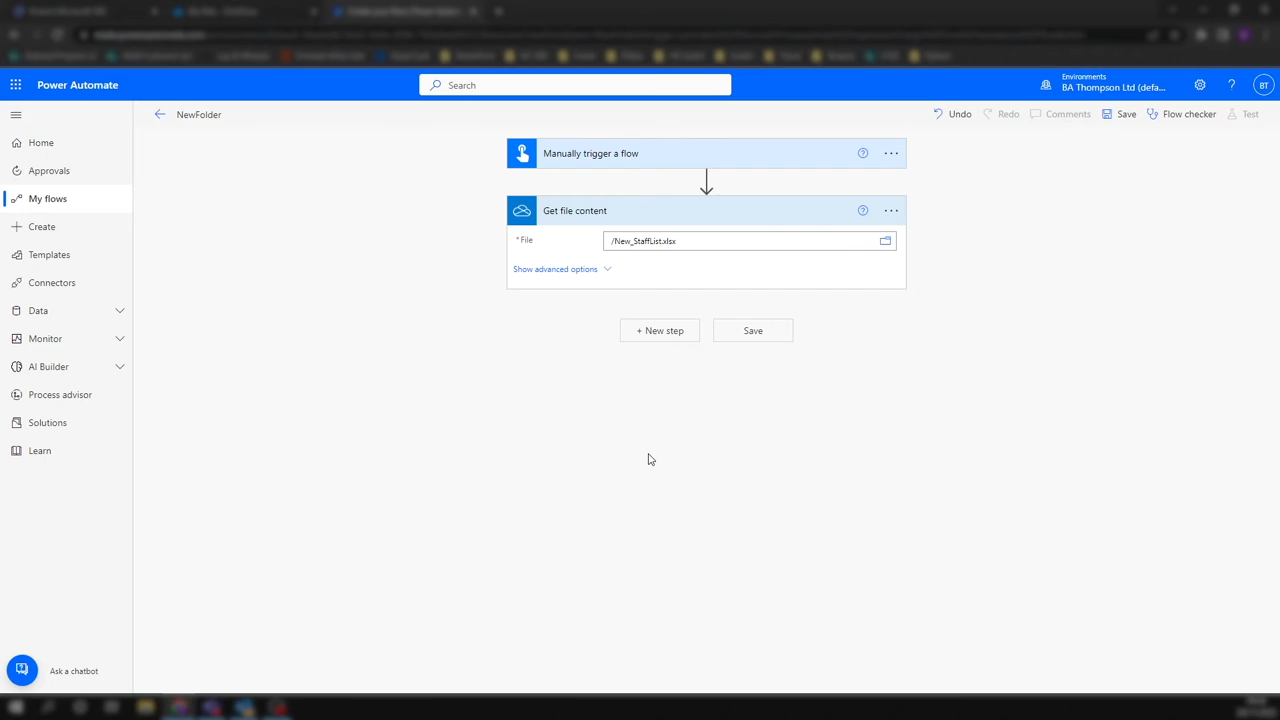 Power Automate
Search
Environments
BA Thompson Ltd (defa...
BT
NewFolder
Undo
Redo
Comments
Save
Flow checker
Test
Home
Approvals
My flows
Create
Templates
Connectors
Data
Monitor
AI Builder
Process advisor
Solutions
Learn
Manually trigger a flow
Get file content
* File
/New_StaffList.xlsx
Show advanced options
+ New step
Save
Ask a chatbot